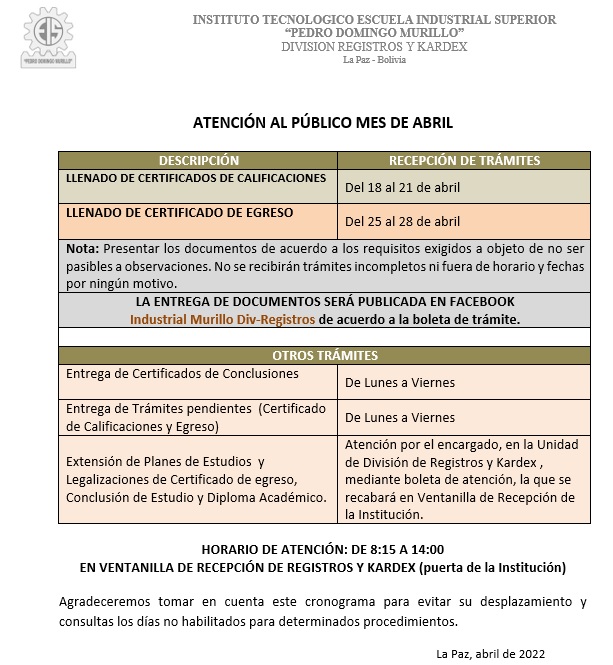 EIS
"PEDRO DOMINGO MURILLO"
INSTITUTO TECNOLOGICO ESCUELA INDUSTRIAL SUPERIOR
“PEDRO DOMINGO MURILLO”
DIVISION REGISTROS Y KARDEX
La Paz - Bolivia
ATENCIÓN AL PÚBLICO MES DE ABRIL
DESCRIPCIÓN
RECEPCIÓN DE TRÁMITES
LLENADO DE CERTIFICADOS DE CALIFICACIONES
Del 18 al 21 de abril
LLENADO DE CERTIFICADO DE EGRESO
Del 25 al 28 de abril
Nota: Presentar los documentos de acuerdo a los requisitos exigidos a objeto de no ser
pasibles a observaciones. No se recibirán trámites incompletos ni fuera de horario y fechas
por ningún motivo.
LA ENTREGA DE DOCUMENTOS SERÁ PUBLICADA EN FACEBOOK
Industrial Murillo Div-Registros de acuerdo a la boleta de trámite.
OTROS TRÁMITES
Entrega de Certificados de Conclusiones
De Lunes a Viernes
Entrega de Trámites pendientes (Certificado
de Calificaciones y Egreso)
De Lunes a Viernes
Extensión de Planes de Estudios y
Legalizaciones de Certificado de egreso,
Conclusión de Estudio y Diploma Académico.
Atención por el encargado, en la Unidad
de División de Registros y Kardex ,
mediante boleta de atención, la que se
recabará en Ventanilla de Recepción de
la Institución.
HORARIO DE ATENCIÓN: DE 8:15 A 14:00
EN VENTANILLA DE RECEPCIÓN DE REGISTROS Y KARDEX (puerta de la Institución)
Agradeceremos tomar en cuenta este cronograma para evitar su desplazamiento y
consultas los días no habilitados para determinados procedimientos.
La Paz, abril de 2022